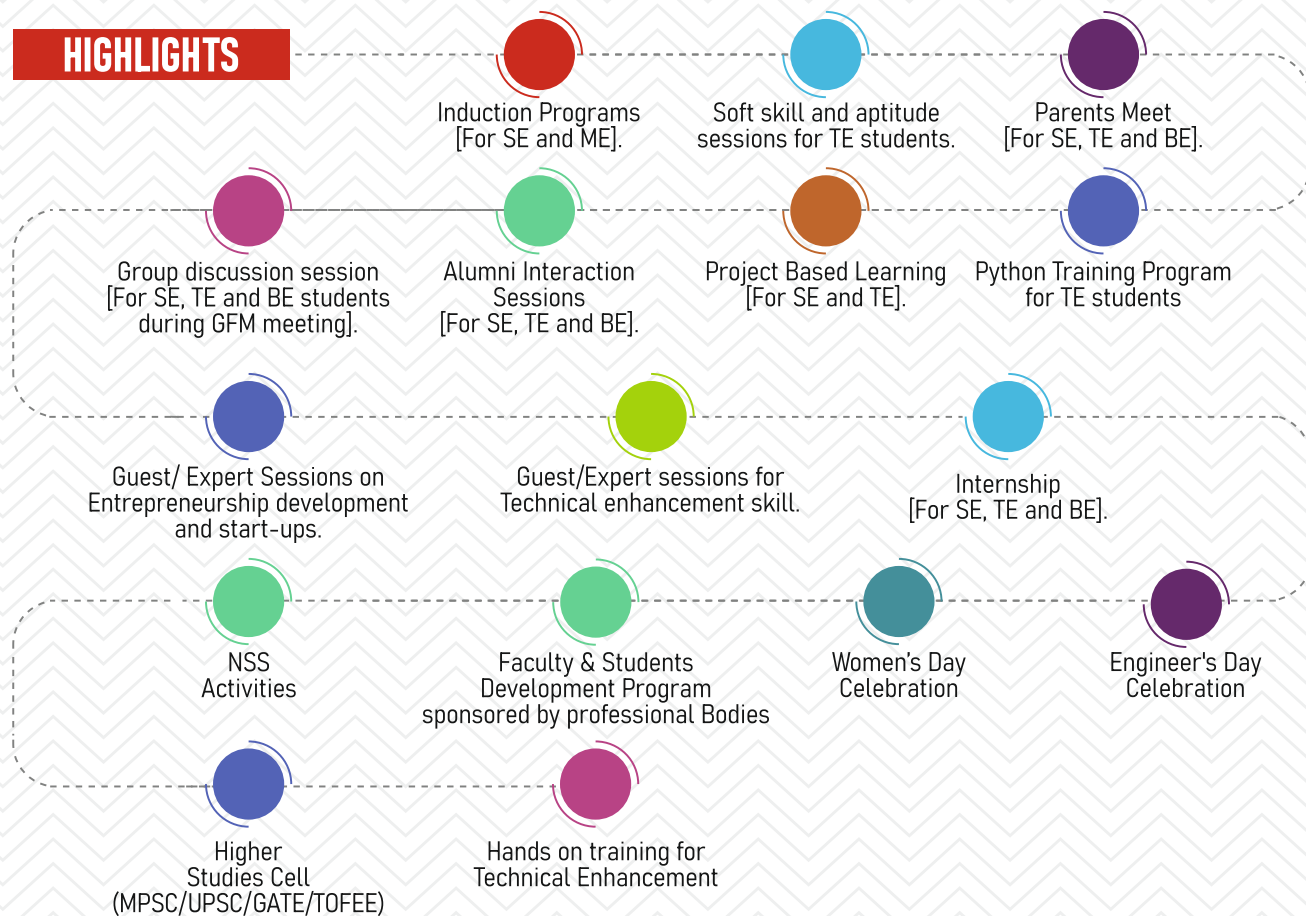 HIGHLIGHTS
Induction Programs
[For SE and ME].
Soft skill and aptitude
sessions for TE students.
Parents Meet
[For SE, TE and BE].
Group discussion session
[For SE, TE and BE students
during GFM meeting].
Alumni Interaction
Sessions
[For SE, TE and BE].
Project Based Learning
[For SE and TE].
Python Training Program
for TE students
Guest/ Expert Sessions on
Entrepreneurship development
and start-ups.
Guest/Expert sessions for
Technical enhancement skill.
Internship
[For SE, TE and BE].
NSS
Activities
Faculty & Students
Development Program
sponsored by professional Bodies
Women’s Day
Celebration
Engineer's Day
Celebration
Higher
Studies Cell
(MPSC/UPSC/GATE/TOFEE)
Hands on training for
Technical Enhancement